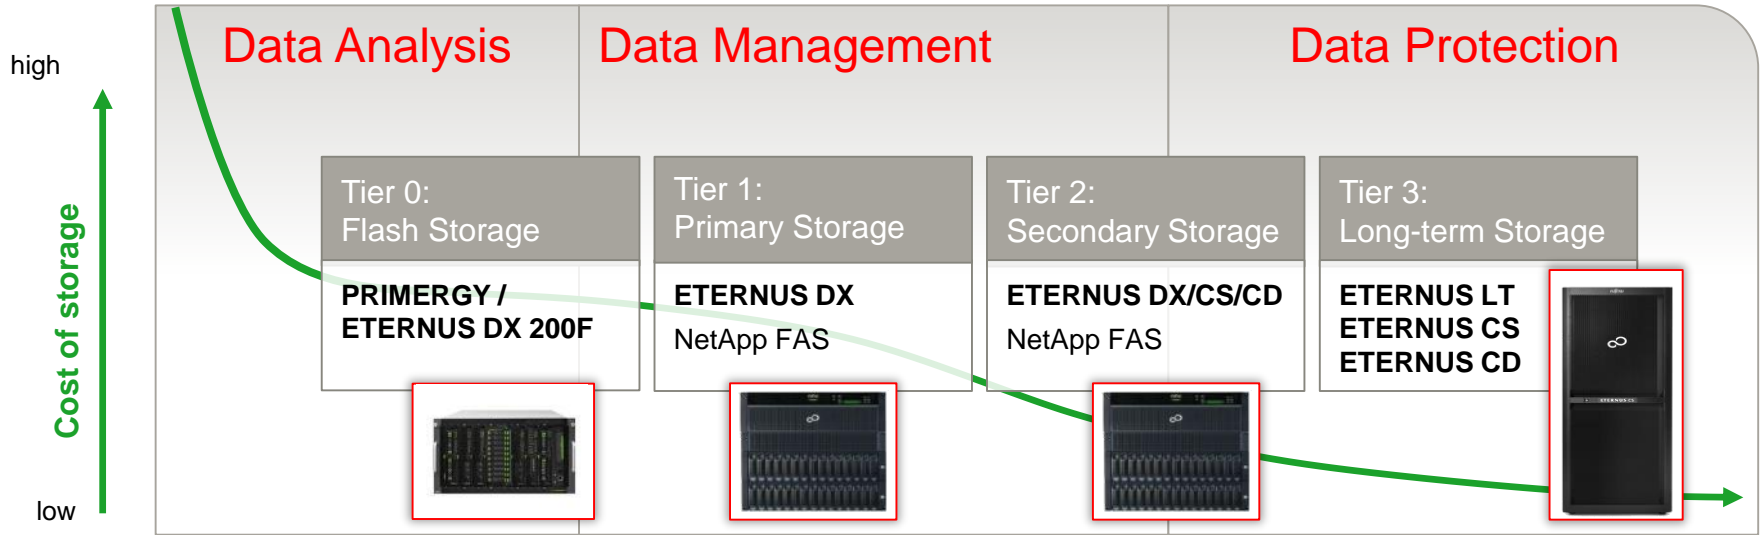 Data Analysis
Data Management
Data Protection
high
Cost of storage
low
Tier 0:
Flash Storage
PRIMERGY /
ETERNUS DX 200F
Tier 1:
Primary Storage
ETERNUS DX
NetApp FAS
Tier 2:
Secondary Storage
ETERNUS DX/CS/CD
NetApp FAS
Tier 3:
Long-term Storage
ETERNUS LT
ETERNUS CS
ETERNUS CD